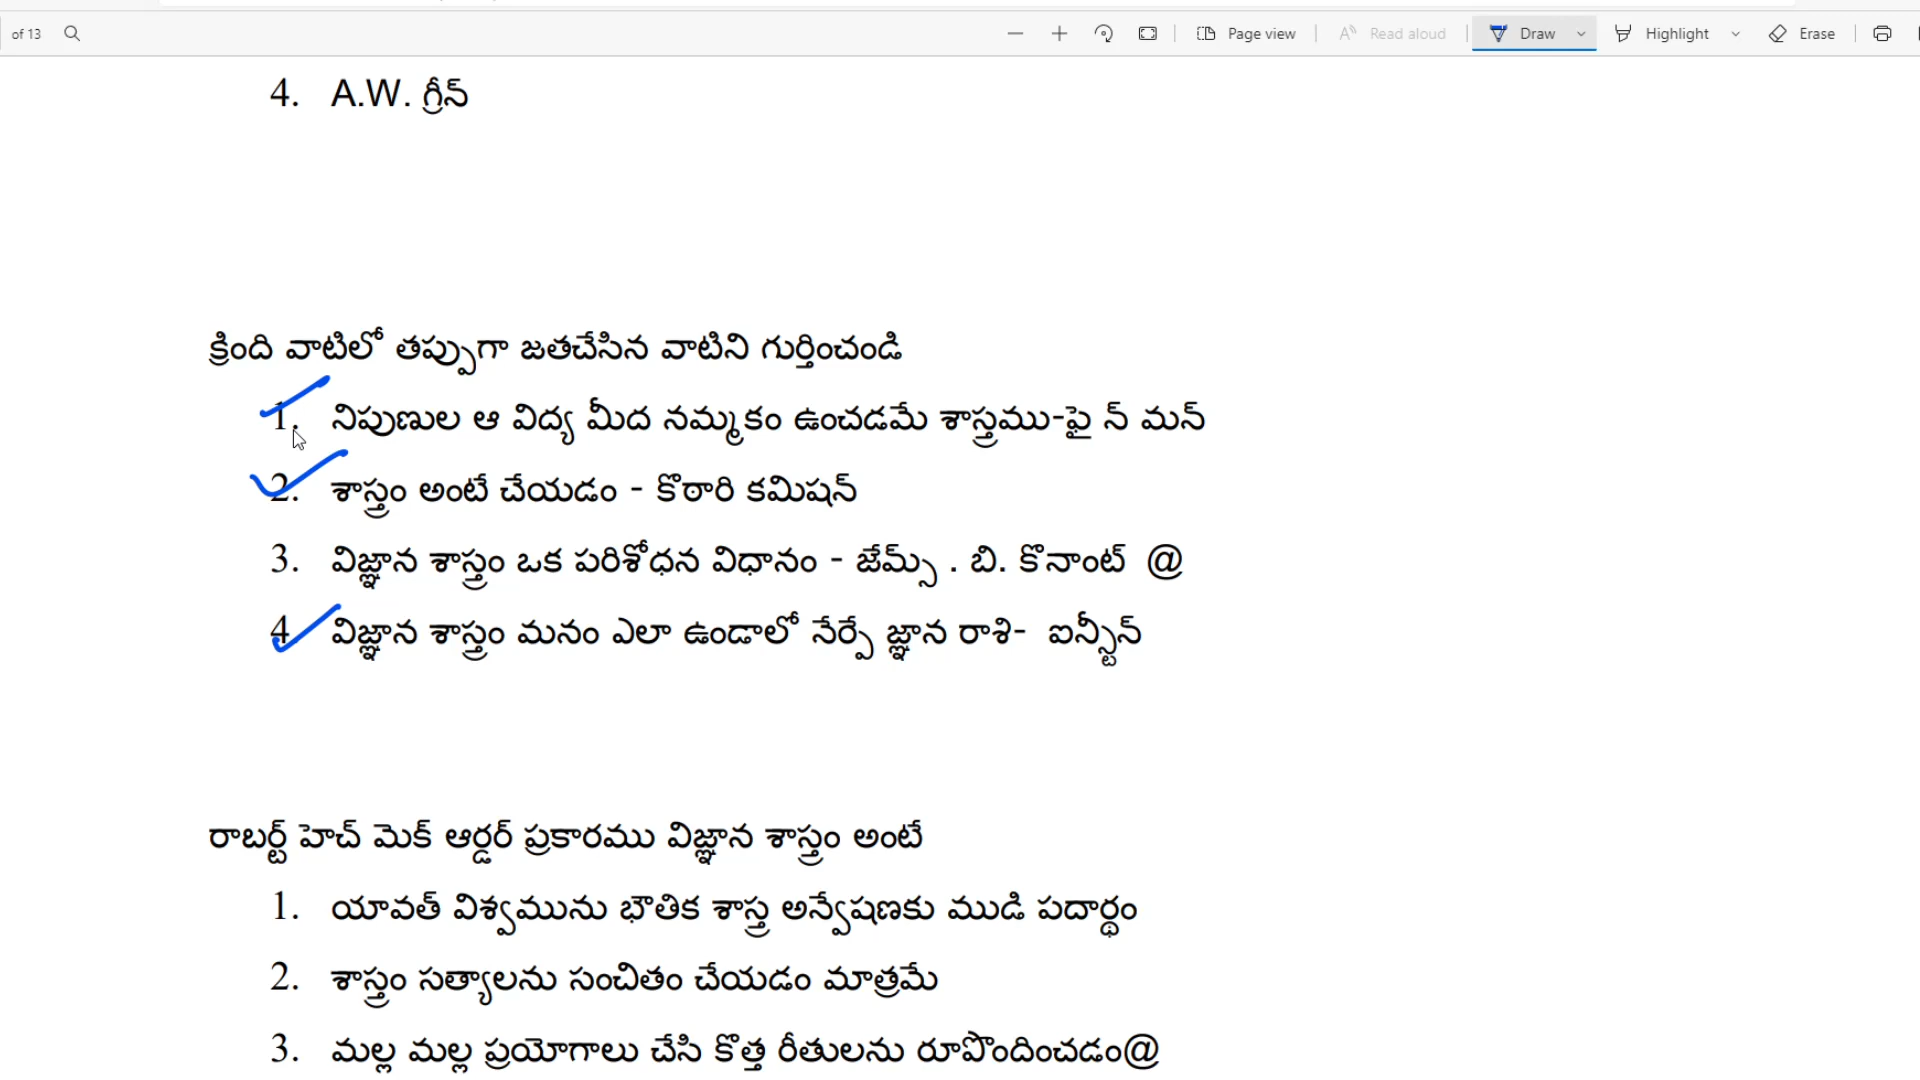 of 13 Page view Read aloud Draw Highlight Erase
4. A.W. గ్రీన్
క్రింది వాటిలో తప్పుగా జతచేసిన వాటిని గుర్తించండి
1. నిపుణుల ఆ విద్య మీద నమ్మకం ఉంచడమే శాస్త్రము-ఫై న్ మన్
2. శాస్త్రం అంటే చేయడం - కొఠారి కమిషన్
3. విజ్ఞాన శాస్త్రం ఒక పరిశోధన విధానం - జేమ్స్ . బి. కొనాంట్ @
4. విజ్ఞాన శాస్త్రం మనం ఎలా ఉండాలో నేర్పే జ్ఞాన రాశి- ఐన్స్టీన్
రాబర్ట్ హెచ్ మెక్ ఆర్డర్ ప్రకారము విజ్ఞాన శాస్త్రం అంటే
1. యావత్ విశ్వమును భౌతిక శాస్త్ర అన్వేషణకు ముడి పదార్థం
2. శాస్త్రం సత్యాలను సంచితం చేయడం మాత్రమే
3. మల్ల మల్ల ప్రయోగాలు చేసి కొత్త రీతులను రూపొందించడం@